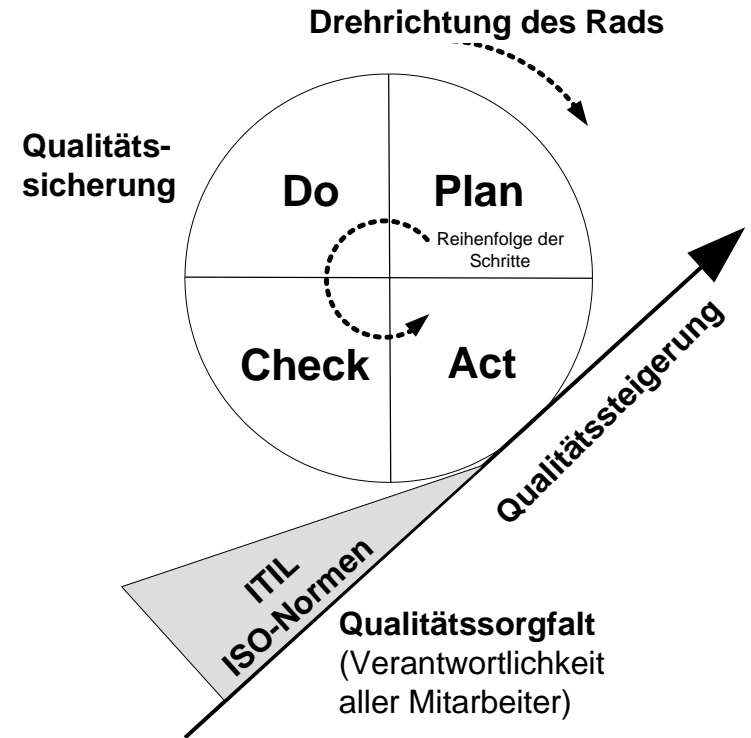 Drehrichtung des Rads
Qualitäts-
sicherung
Do
Plan
Reihenfolge der
Schritte
Check
Act
Qualitätssteigerung
ITIL
ISO-Normen
Qualitätssorgfalt
(Verantwortlichkeit
aller Mitarbeiter)